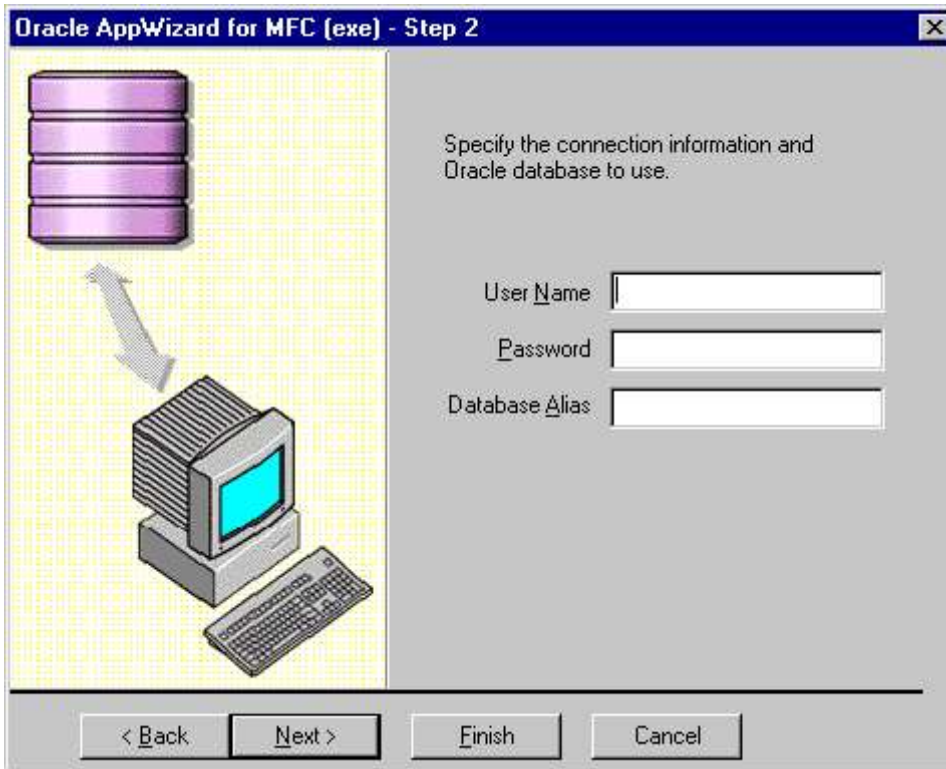 Oracle AppWizard for MFC (exe) - Step 2
Specify the connection information and
Oracle database to use.
User Name
Password
Database Alias
< Back
Next >
Finish
Cancel